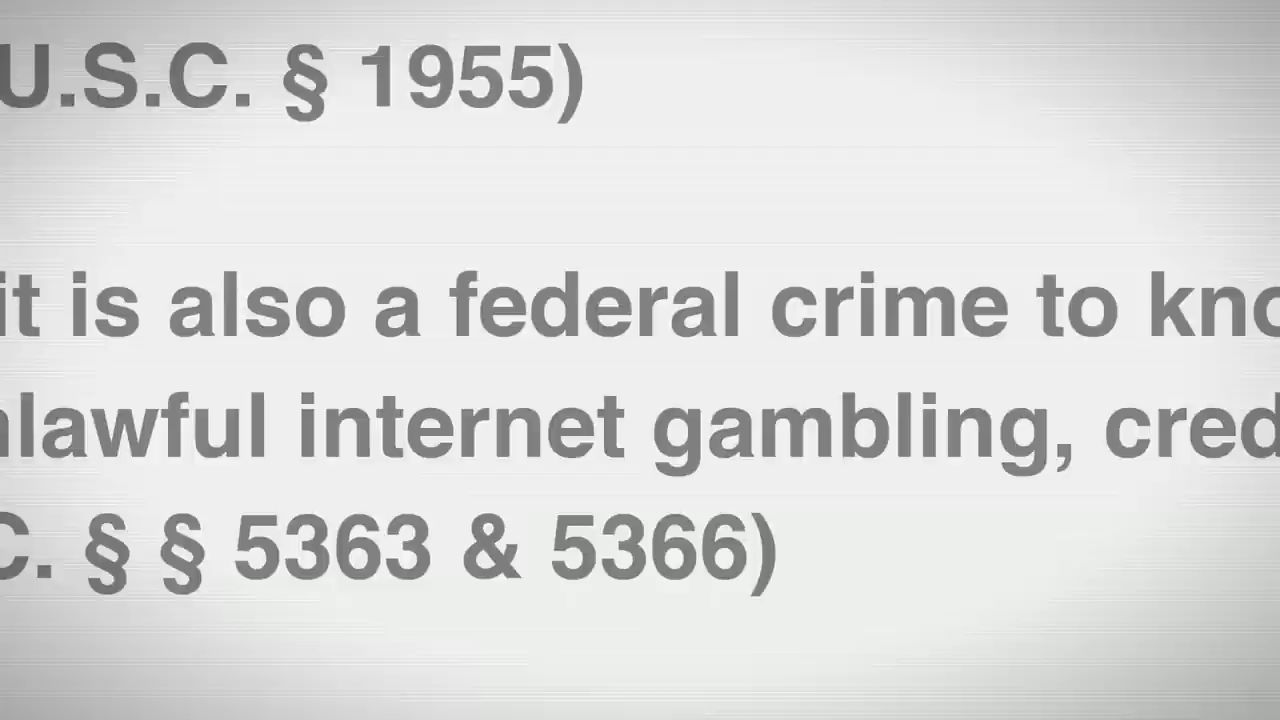 U.S.C. § 1955)
it is also a federal crime to kno
nlawful internet gambling, cred
C. § § 5363 & 5366)